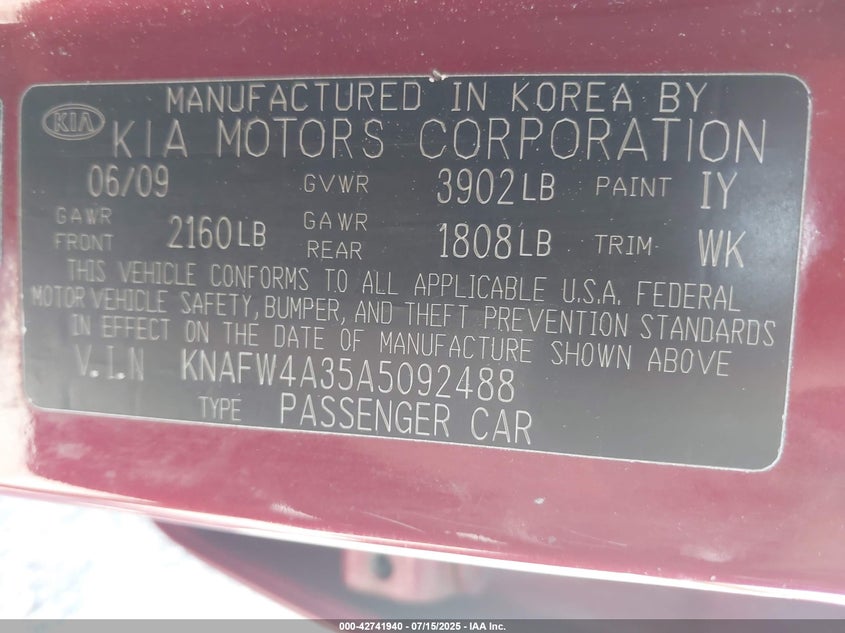 MANUFACTURED IN KOREA BY
KIA KIA MOTORS CORPORATION
06/09 GVWR 3902LB PAINT IY
GAWR FRONT 2160LB GAWR REAR 1808LB TRIM WK
THIS VEHICLE CONFORMS TO ALL APPLICABLE U.S.A. FEDERAL
MOTOR VEHICLE SAFETY, BUMPER, AND THEFT PREVENTION STANDARDS
IN EFFECT ON THE DATE OF MANUFACTURE SHOWN ABOVE
V.I.N KNAFW4A35A5092488
TYPE PASSENGER CAR
000-42741940 - 07/15/2025 - IAA Inc.